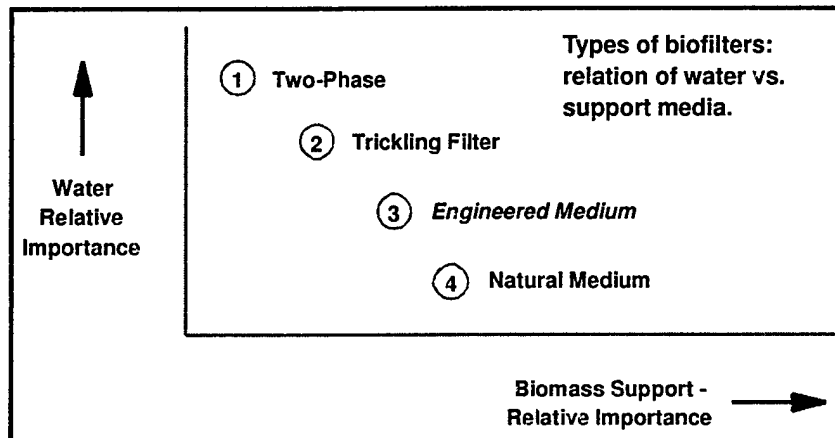 Types of biofilters:
relation of water vs.
support media.
1 Two-Phase
2 Trickling Filter
3 Engineered Medium
4 Natural Medium
Water
Relative
Importance
Biomass Support -
Relative Importance